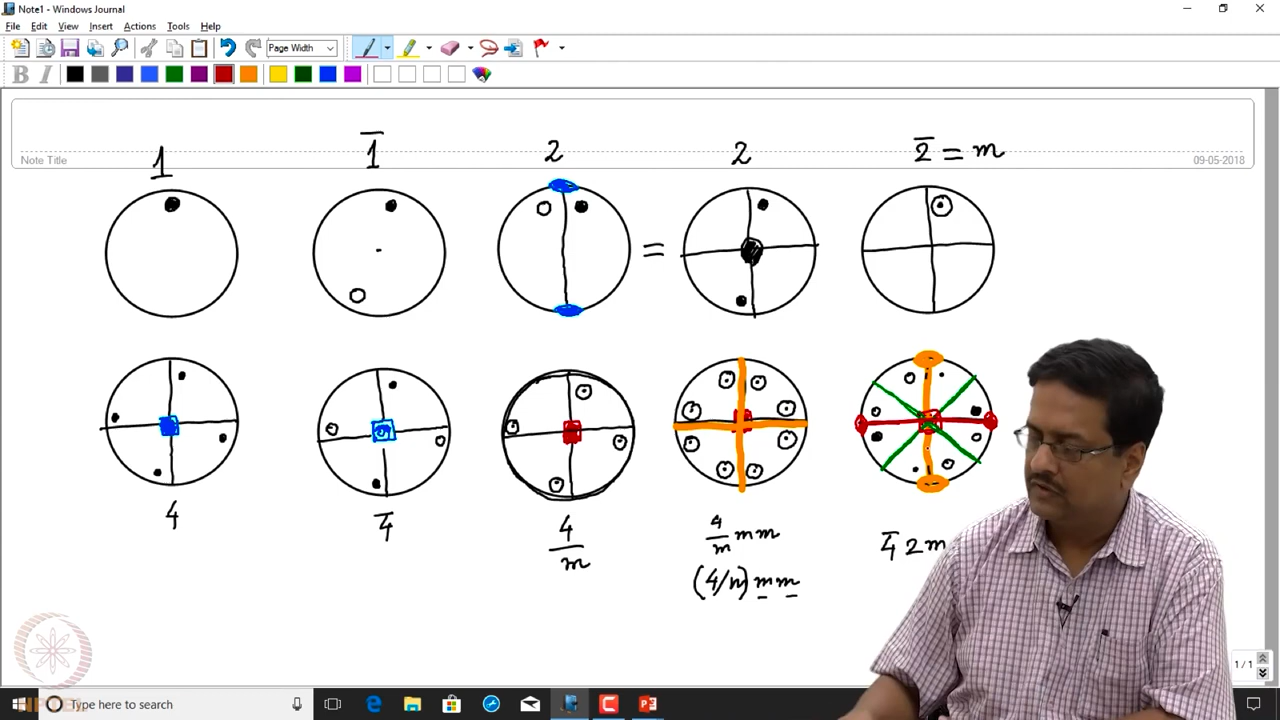 Note1 - Windows Journal
File Edit View Insert Actions Tools Help
Page Width
B I
1 1̅ 2 2 2̅ = m
Note Title 09-05-2018
=
4 4̅ 4/m 4/m mm 4̅ 2m
(4/m) mm
1 / 1
Type here to search